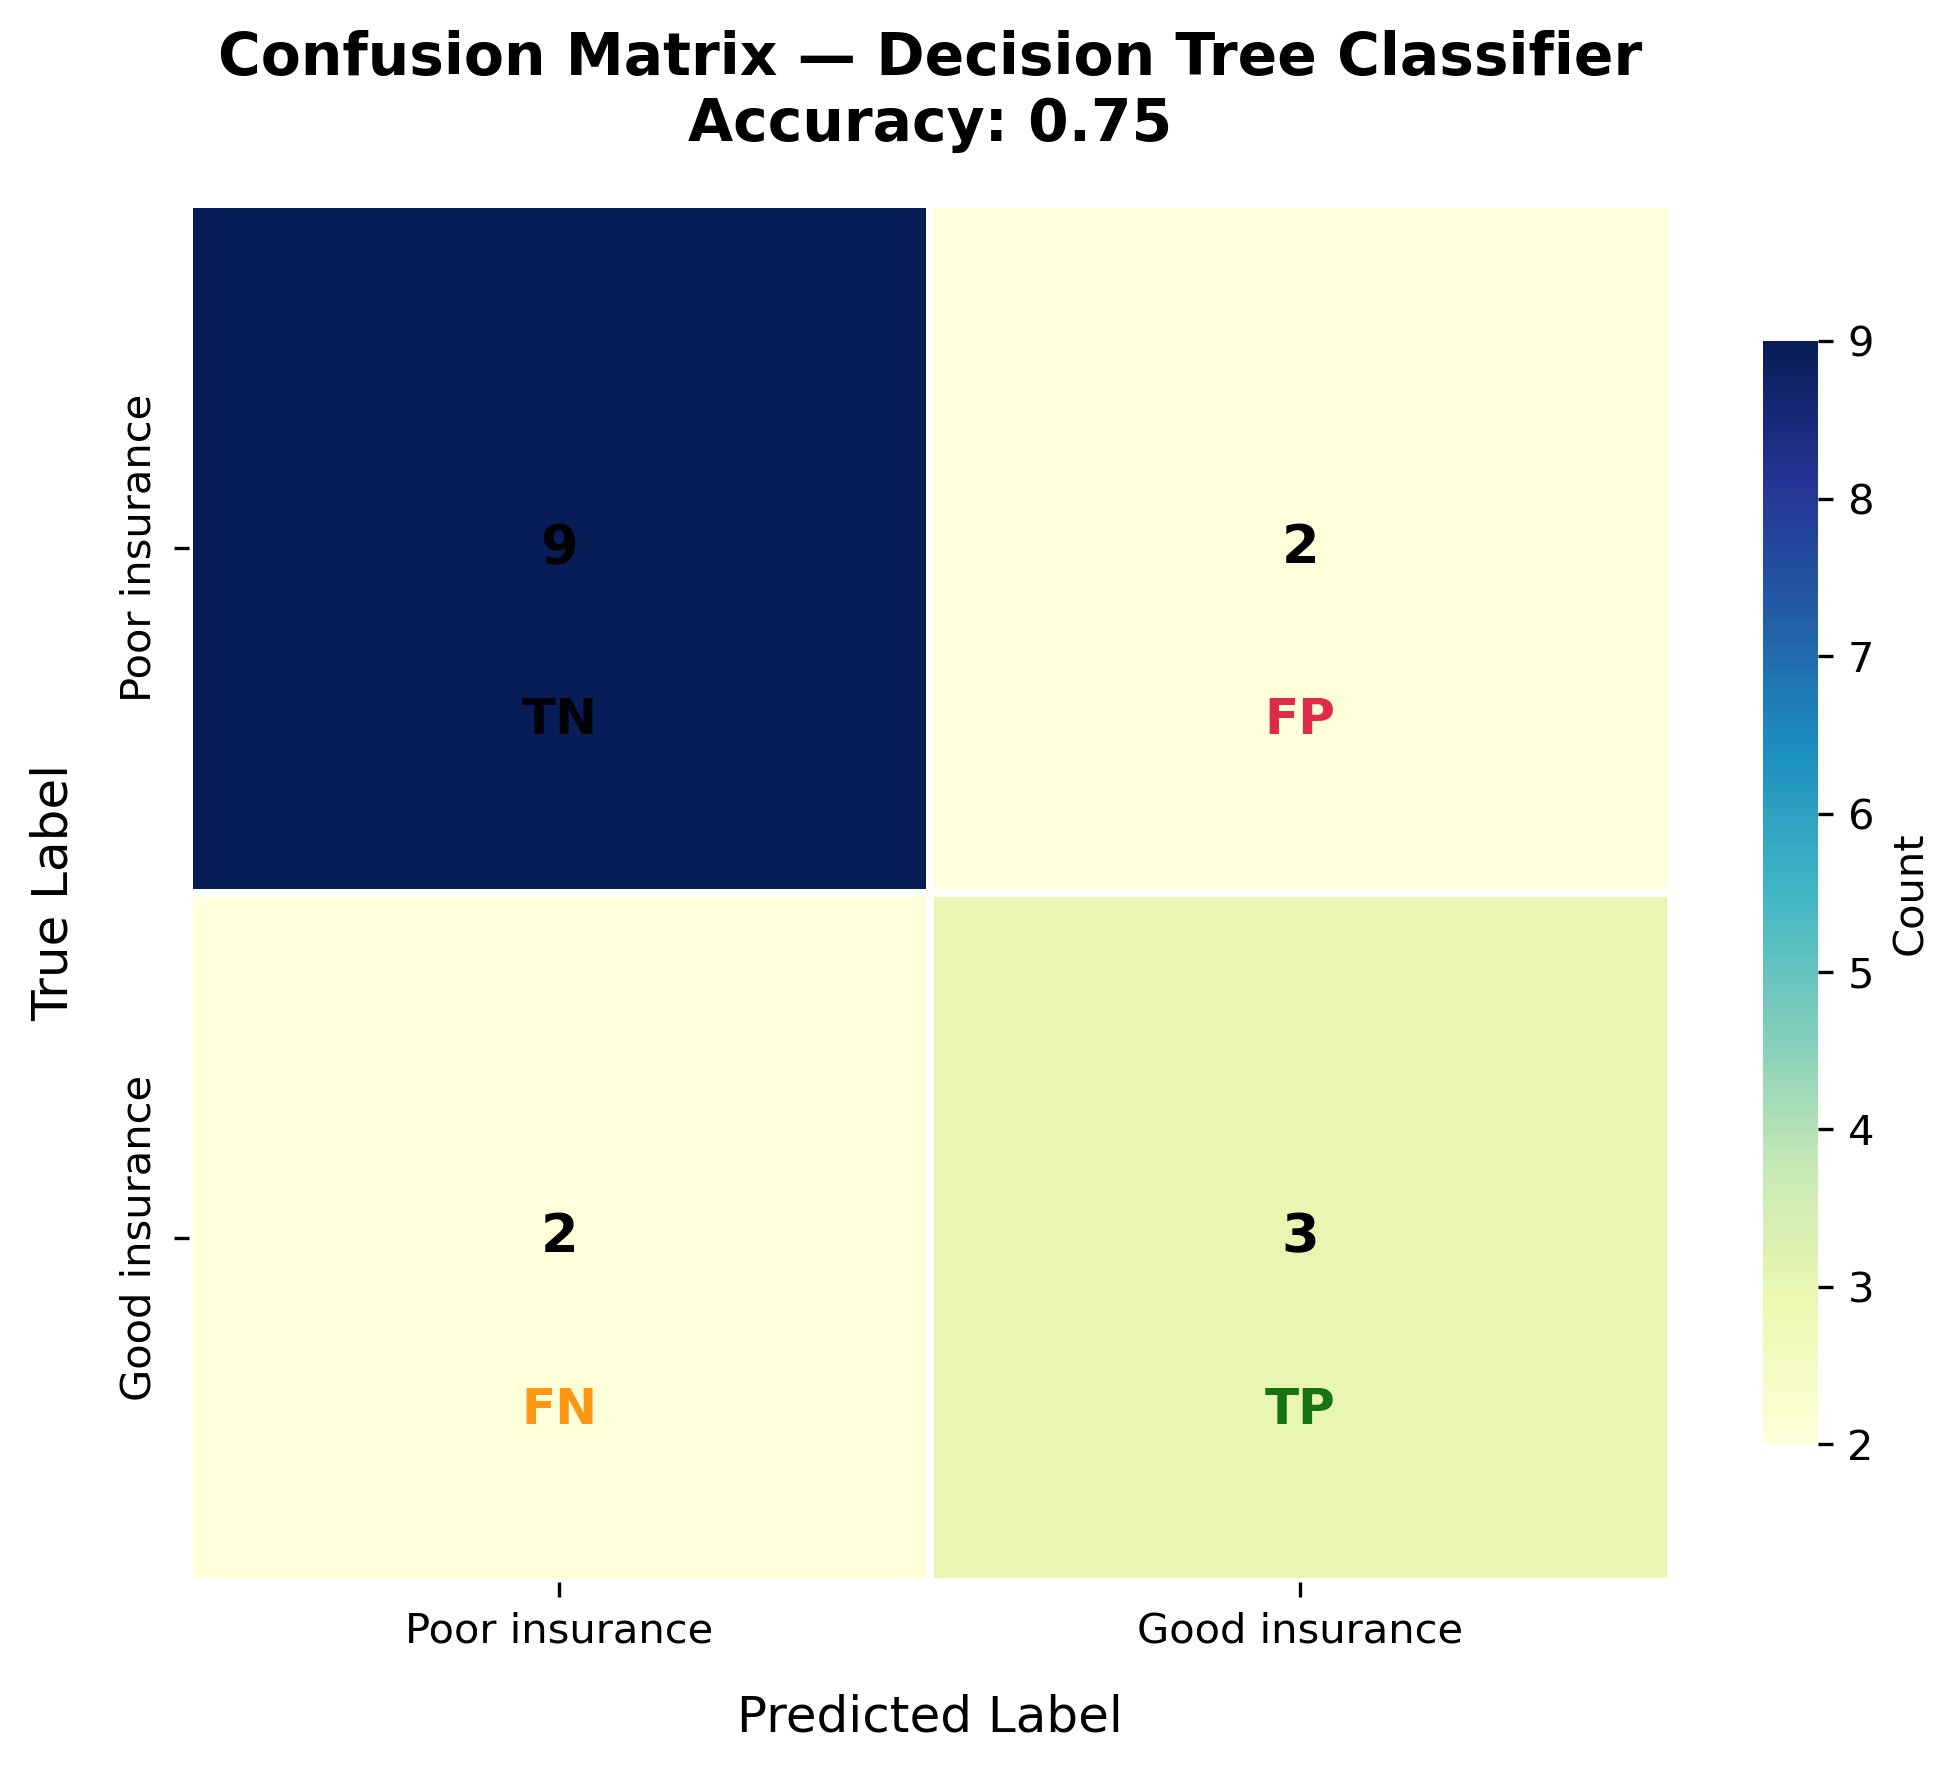 Confusion Matrix — Decision Tree Classifier
Accuracy: 0.75
True Label
Poor insurance
Good insurance
9
TN
2
FP
2
FN
3
TP
Poor insurance
Good insurance
Predicted Label
9
8
7
6
5
4
3
2
Count